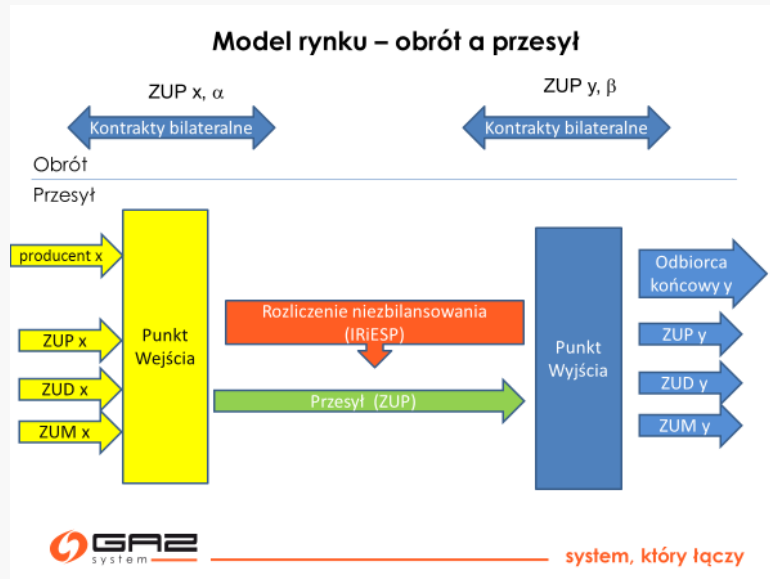 Model rynku – obrót a przesył
ZUP x, α
ZUP y, β
Kontrakty bilateralne
Kontrakty bilateralne
Obrót
Przesył
producent x
ZUP x
ZUD x
ZUM x
Punkt
Wejścia
Rozliczenie niezbilansowania
(IRiESP)
Przesył (ZUP)
Punkt
Wyjścia
Odbiorca
końcowy y
ZUP y
ZUD y
ZUM y
GAZ
system
system, który łączy